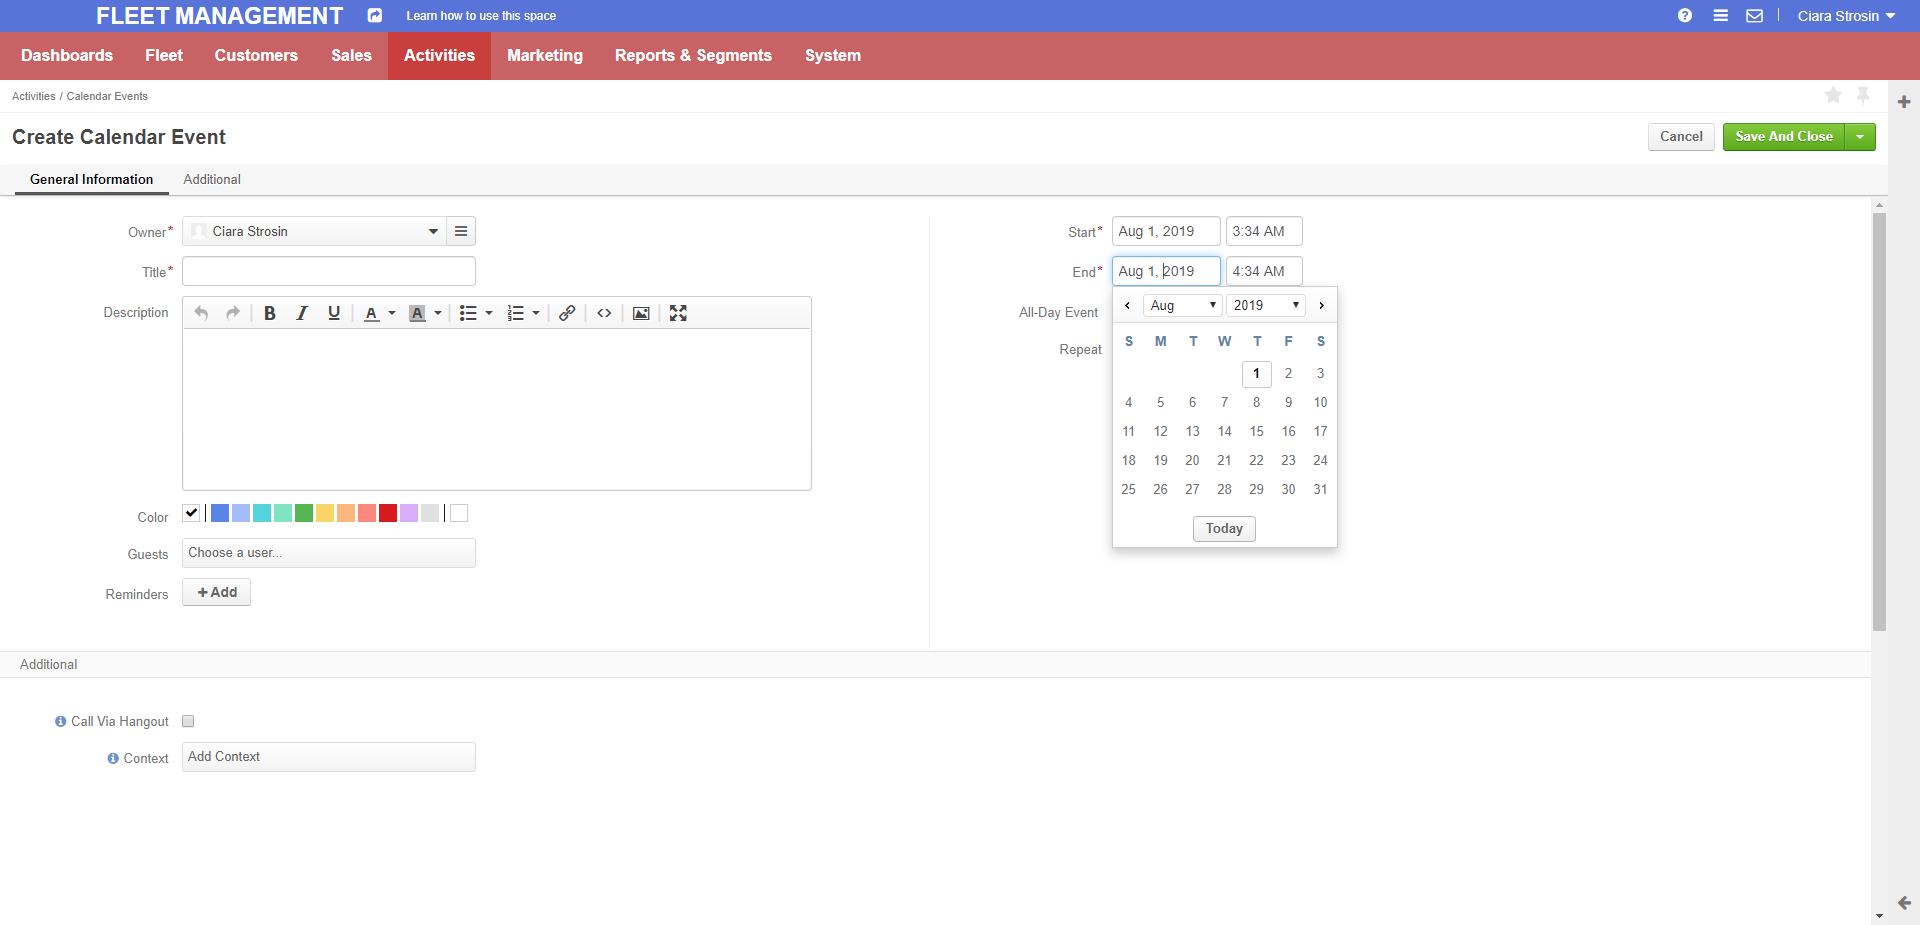 FLEET MANAGEMENT Learn how to use this space Ciara Strosin
Dashboards Fleet Customers Sales Activities Marketing Reports & Segments System
Activities / Calendar Events
Create Calendar Event Cancel Save And Close
General Information Additional
Owner* Ciara Strosin
Title*
Description
B I U A A
Color
Guests Choose a user...
Reminders + Add
Start* Aug 1, 2019 3:34 AM
End* Aug 1, 2019 4:34 AM
All-Day Event
Repeat
Aug 2019
S M T W T F S
1 2 3
4 5 6 7 8 9 10
11 12 13 14 15 16 17
18 19 20 21 22 23 24
25 26 27 28 29 30 31
Today
Additional
Call Via Hangout
Context Add Context